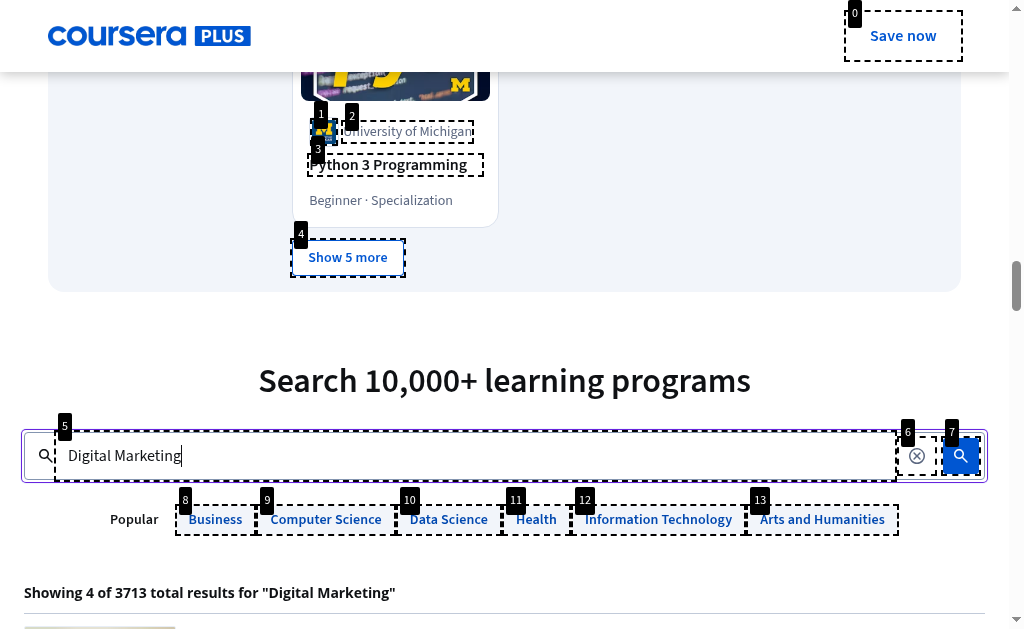 coursera PLUS
Save now
University of Michigan
Python 3 Programming
Beginner · Specialization
Show 5 more
Search 10,000+ learning programs
Digital Marketing
Popular
Business
Computer Science
Data Science
Health
Information Technology
Arts and Humanities
Showing 4 of 3713 total results for "Digital Marketing"
0
1
2
3
4
5
6
7
8
9
10
11
12
13